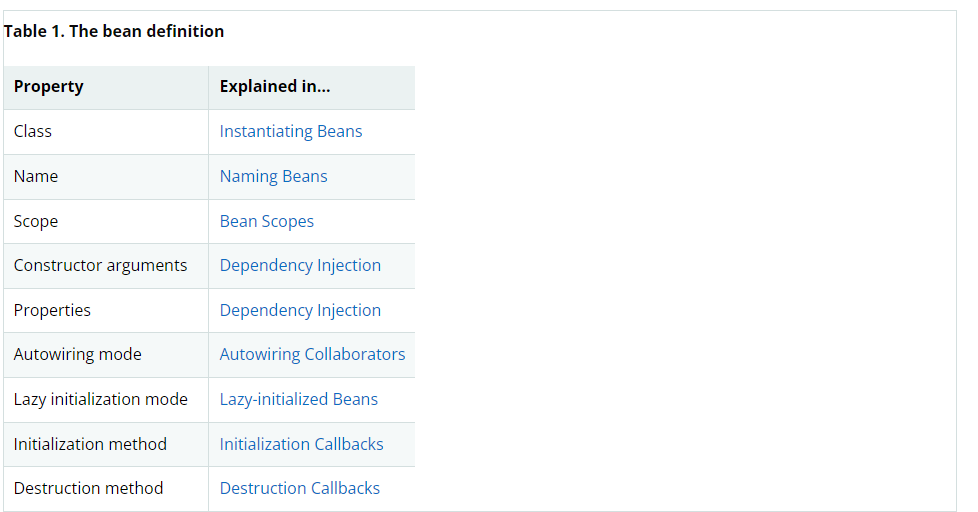 Table 1. The bean definition
Property Explained in...
Class Instantiating Beans
Name Naming Beans
Scope Bean Scopes
Constructor arguments Dependency Injection
Properties Dependency Injection
Autowiring mode Autowiring Collaborators
Lazy initialization mode Lazy-initialized Beans
Initialization method Initialization Callbacks
Destruction method Destruction Callbacks